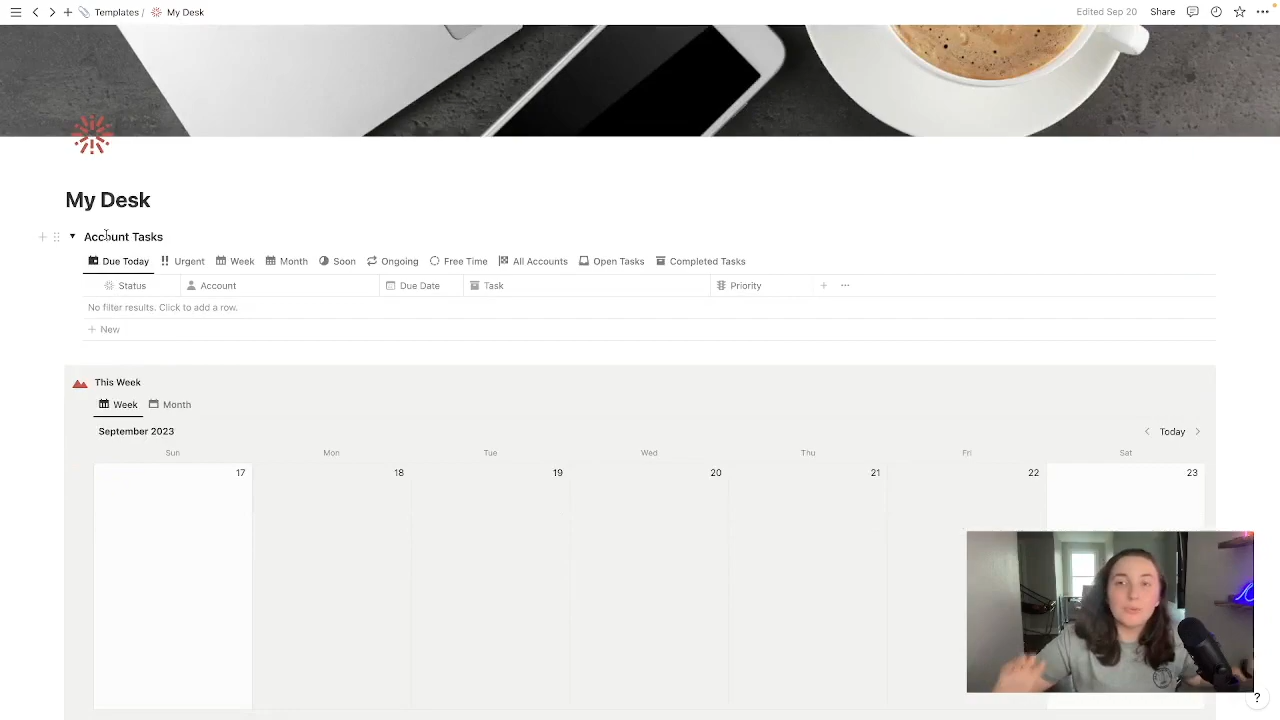 Templates / My Desk
Edited Sep 20 Share
My Desk
Account Tasks
Due Today Urgent Week Month Soon Ongoing Free Time All Accounts Open Tasks Completed Tasks
Status Account Due Date Task Priority
No filter results. Click to add a row.
+ New
This Week
Week Month
September 2023 Today
Sun Mon Tue Wed Thu Fri Sat
17 18 19 20 21 22 23
?